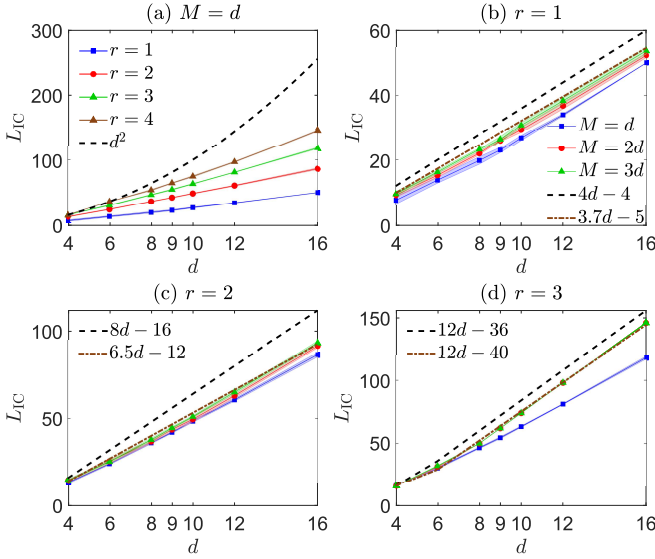 (a) M = d
300
200
100
0
L_IC
r = 1
r = 2
r = 3
r = 4
d²
4 6 8 9 10 12 16
d
(b) r = 1
60
40
20
0
L_IC
M = d
M − 2d
M = 3d
4d − 4
3.7d − 5
4 6 8 9 10 12 16
d
(c) r = 2
100
50
0
L_IC
8d − 16
6.5d − 12
4 6 8 9 10 12 16
d
(d) r = 3
150
100
50
0
L_IC
12d − 36
12d − 40
4 6 8 9 10 12 16
d